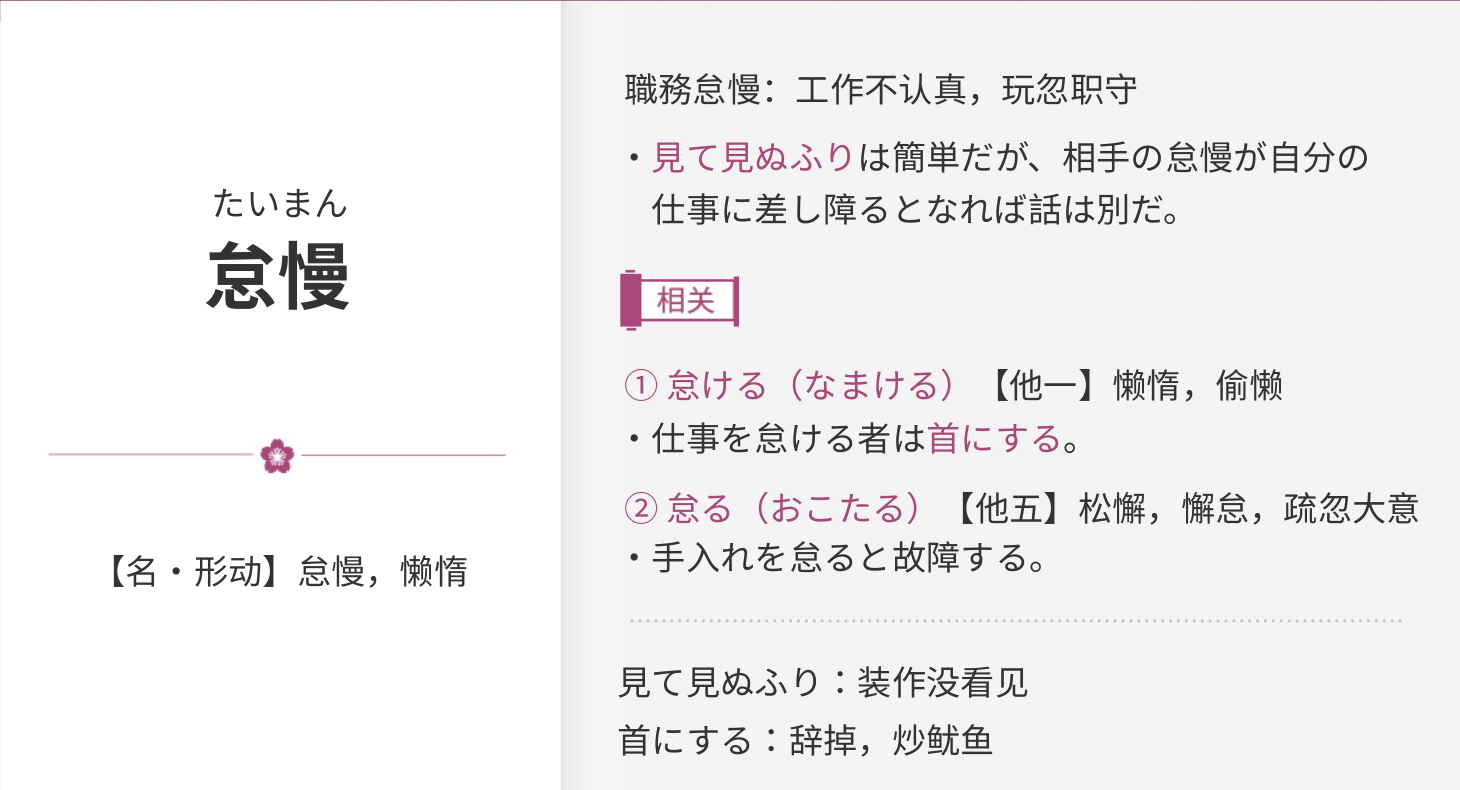 たいまん
怠慢
【名・形动】怠慢，懒惰
職務怠慢：工作不认真，玩忽职守
・見て見ぬふりは簡単だが、相手の怠慢が自分の
仕事に差し障るとなれば話は別だ。
相关
① 怠ける（なまける）【他一】懒惰，偷懒
・仕事を怠ける者は首にする。
② 怠る（おこたる）【他五】松懈，懈怠，疏忽大意
・手入れを怠ると故障する。
見て見ぬふり：装作没看见
首にする：辞掉，炒鱿鱼